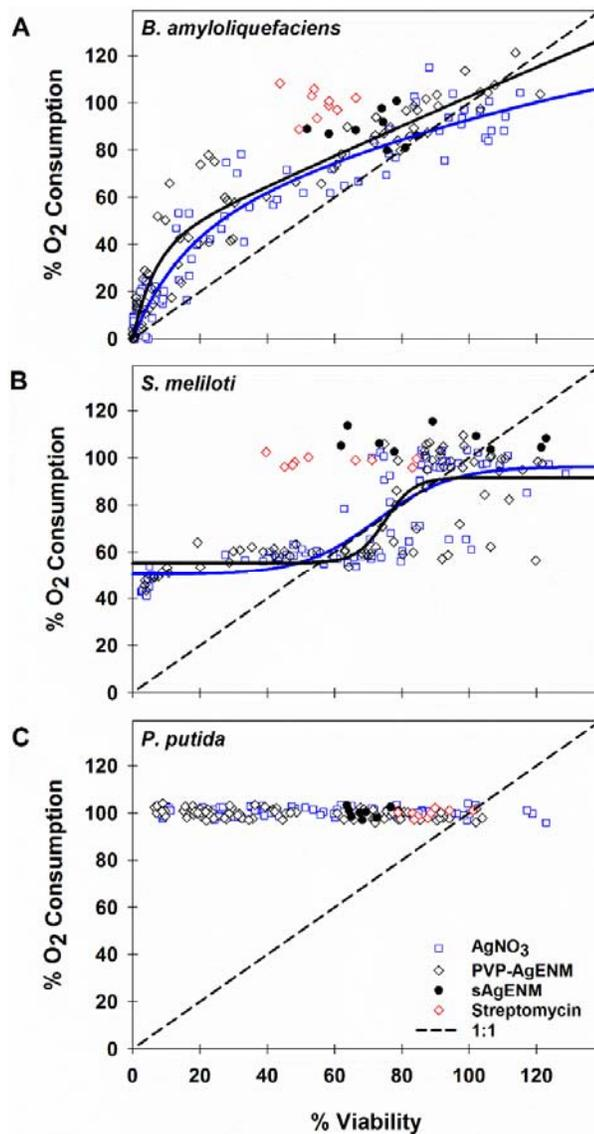 A
B. amyloliquefaciens
120
100
80
60
40
20
0
% O2 Consumption
B
S. meliloti
120
100
80
60
40
20
0
% O2 Consumption
C
P. putida
120
100
80
60
40
20
0
% O2 Consumption
AgNO3
PVP-AgENM
sAgENM
Streptomycin
1:1
0 20 40 60 80 100 120
% Viability